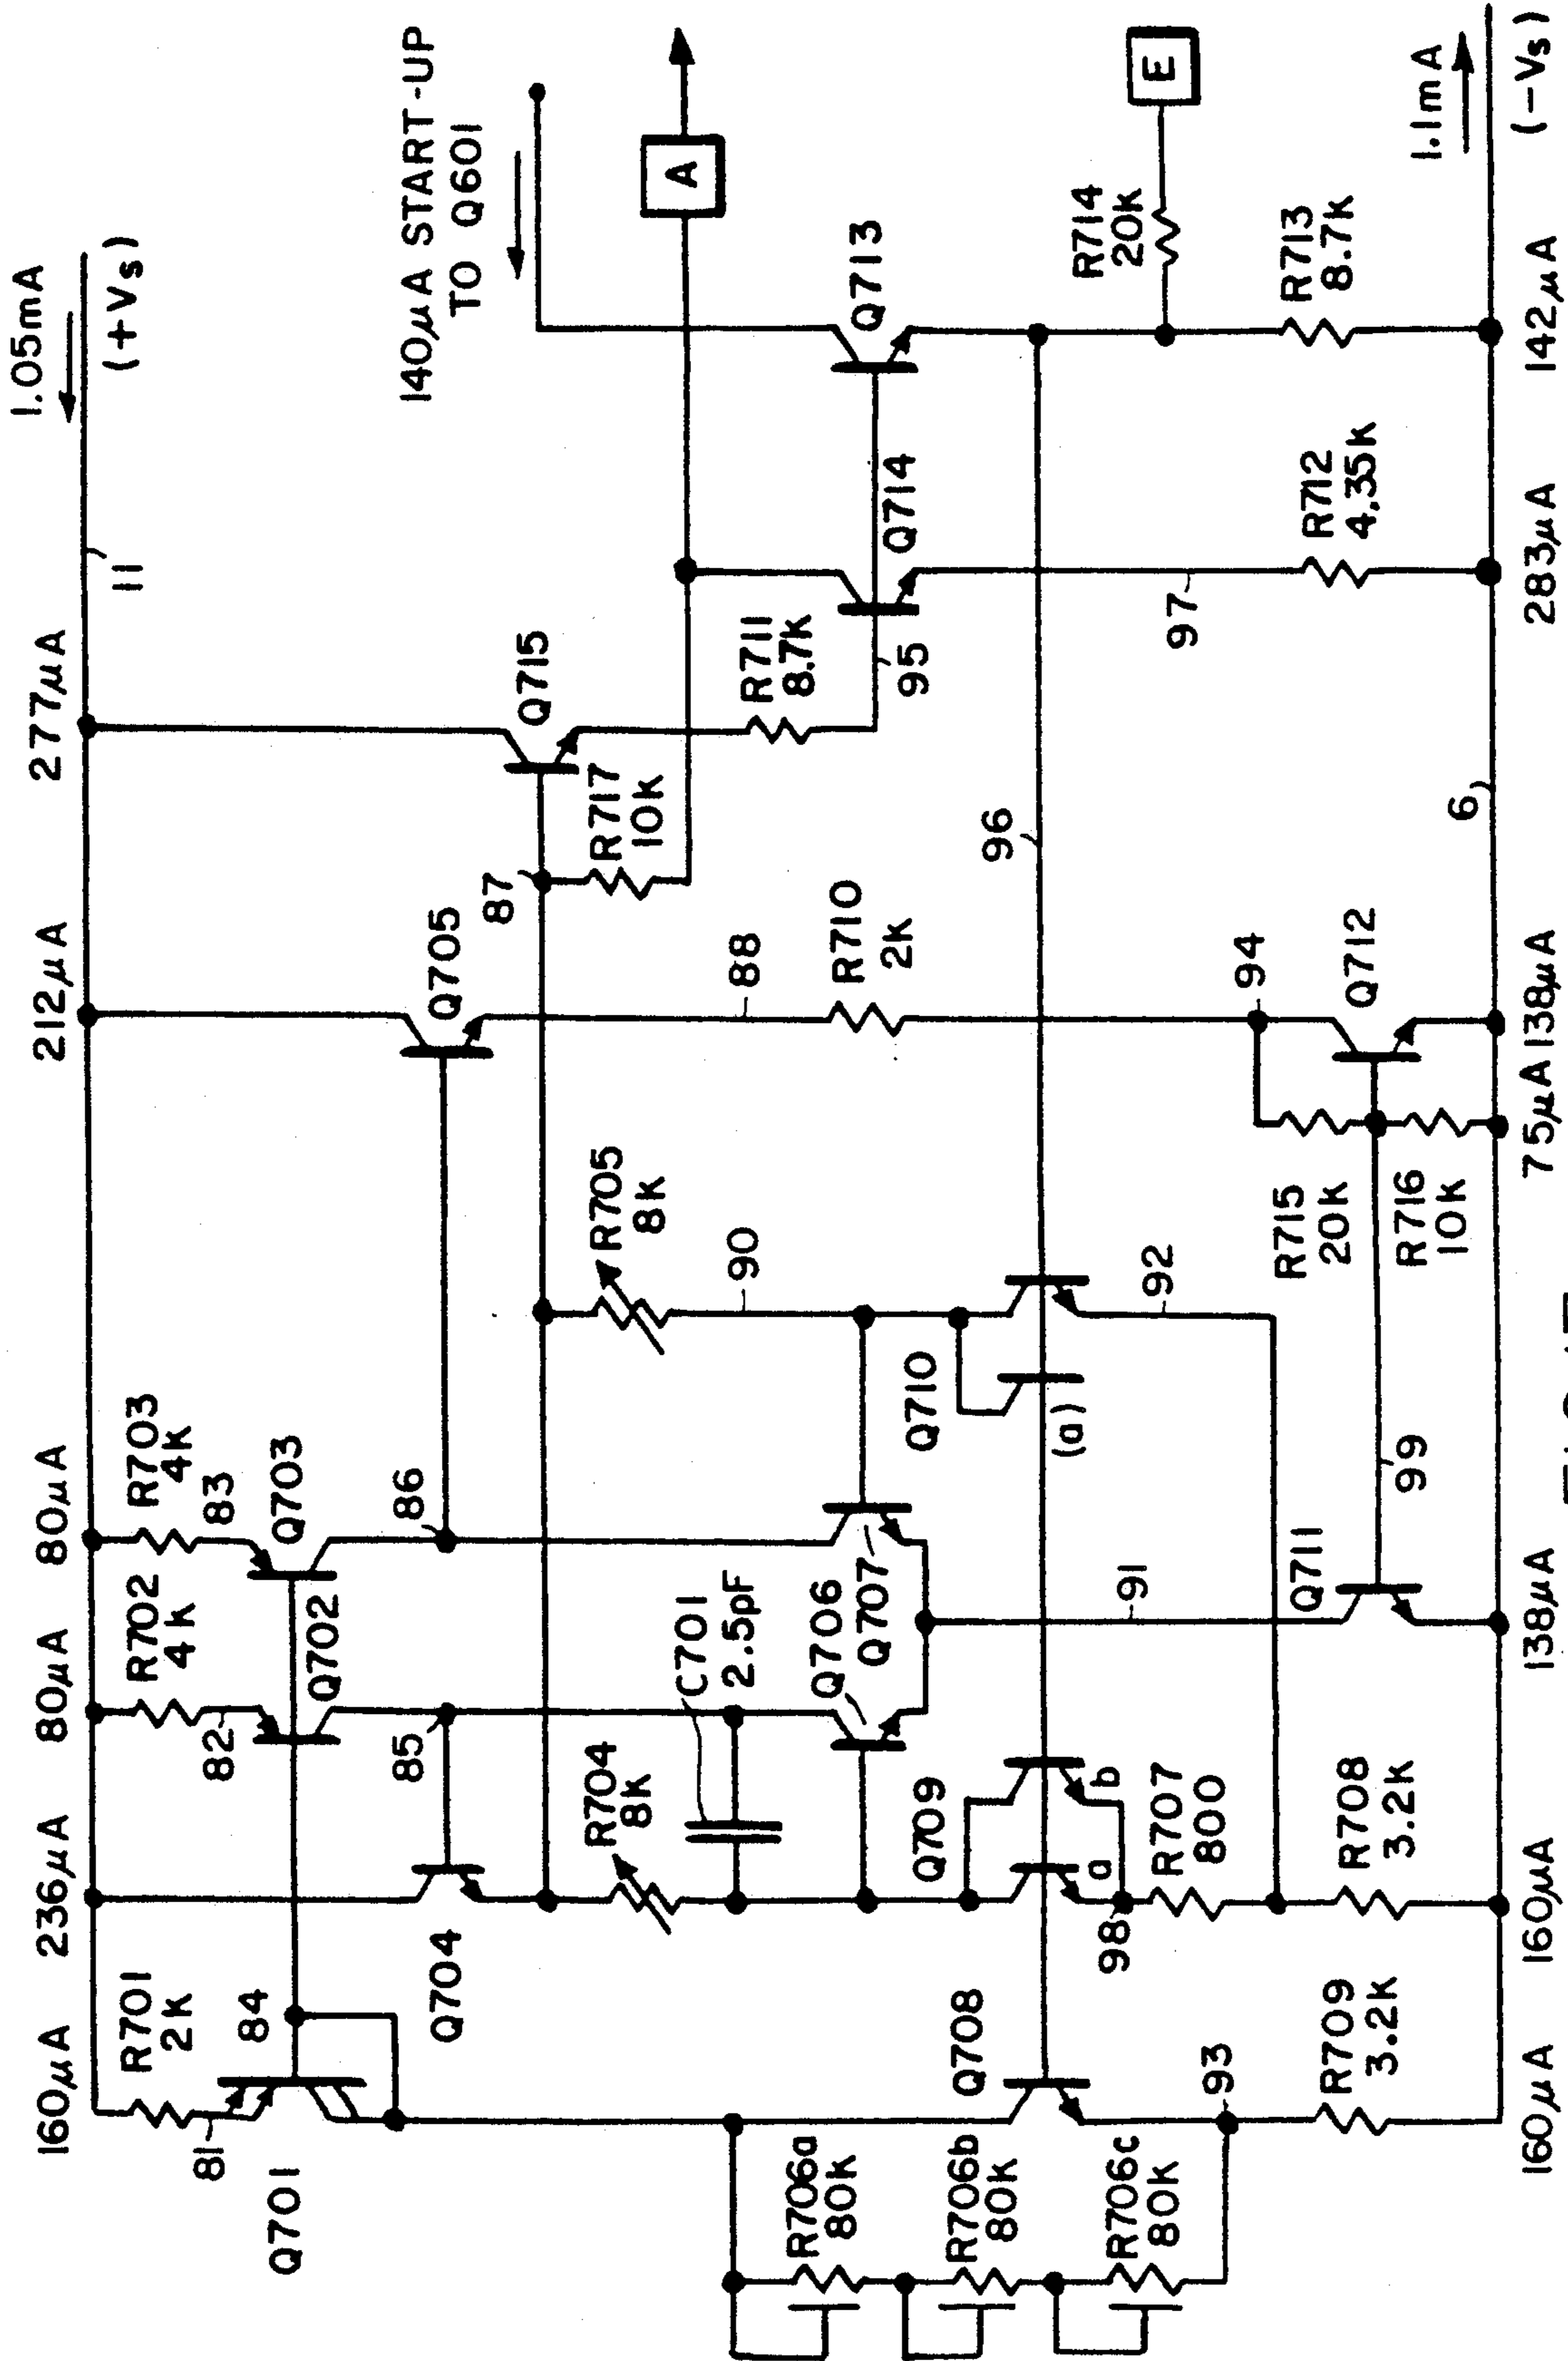 1.05mA
(+Vs)
160µA
236µA
80µA
80µA
212µA
277µA
11
R701
2K
R702
4K
R703
4K
81
82
83
84
Q701
Q702
Q703
140µA START-UP
TO Q601
85
86
Q704
Q705
87
Q715
R717
10K
A
R704
8K
C701
2.5pF
R705
8K
90
88
R711
8.7K
R710
2K
R706a
80K
R706b
80K
R706c
80K
Q706
Q707
Q710
(a)
95
Q714
Q713
Q708
Q709
a
b
96
91
92
97
R714
20K
E
98
R707
800
93
94
Q711
Q712
R715
20K
R716
10K
R709
3.2K
R708
3.2K
99
R712
4.35K
R713
8.7K
6
1.1mA
(-Vs)
160µA
160µA
138µA
75µA
138µA
283µA
142µA